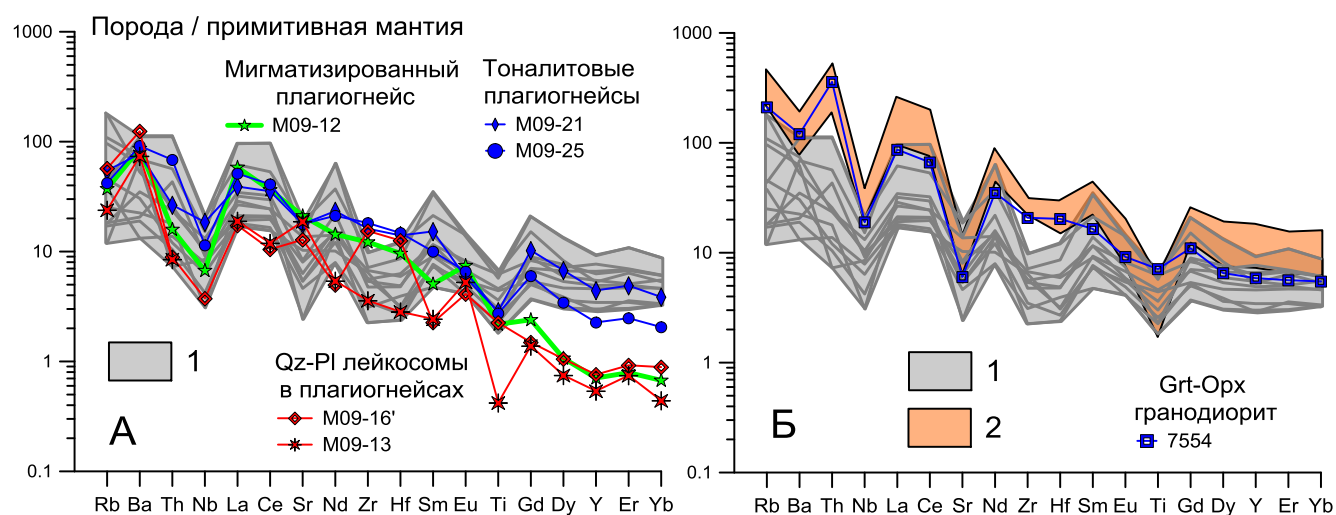 Порода / примитивная мантия
1000
100
10
1
0.1
Мигматизированный
плагиогнейс
M09-12
Тоналитовые
плагиогнейсы
M09-21
M09-25
1
Qz-Pl лейкосомы
в плагиогнейсах
M09-16'
M09-13
А
Rb Ba Th Nb La Ce Sr Nd Zr Hf Sm Eu Ti Gd Dy Y Er Yb
1000
100
10
1
0.1
1
2
Grt-Opx
гранодиорит
7554
Б
Rb Ba Th Nb La Ce Sr Nd Zr Hf Sm Eu Ti Gd Dy Y Er Yb